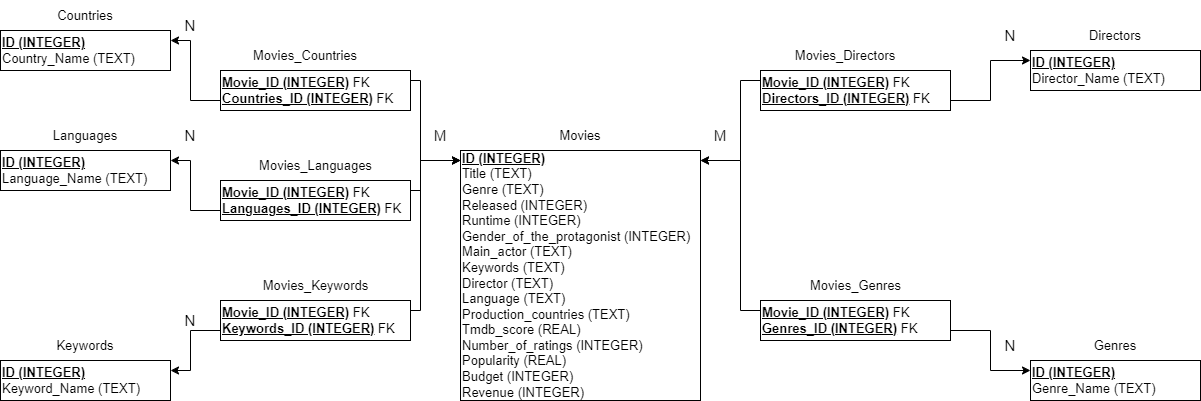 Countries
N
ID (INTEGER)
Country_Name (TEXT)
Movies_Countries
Movie_ID (INTEGER) FK
Countries_ID (INTEGER) FK
Languages
N
ID (INTEGER)
Language_Name (TEXT)
Movies_Languages
Movie_ID (INTEGER) FK
Languages_ID (INTEGER) FK
Movies_Keywords
Movie_ID (INTEGER) FK
Keywords_ID (INTEGER) FK
N
Keywords
ID (INTEGER)
Keyword_Name (TEXT)
M
Movies
M
ID (INTEGER)
Title (TEXT)
Genre (TEXT)
Released (INTEGER)
Runtime (INTEGER)
Gender_of_the_protagonist (INTEGER)
Main_actor (TEXT)
Keywords (TEXT)
Director (TEXT)
Language (TEXT)
Production_countries (TEXT)
Tmdb_score (REAL)
Number_of_ratings (INTEGER)
Popularity (REAL)
Budget (INTEGER)
Revenue (INTEGER)
Movies_Directors
Movie_ID (INTEGER) FK
Directors_ID (INTEGER) FK
N
Directors
ID (INTEGER)
Director_Name (TEXT)
Movies_Genres
Movie_ID (INTEGER) FK
Genres_ID (INTEGER) FK
N
Genres
ID (INTEGER)
Genre_Name (TEXT)